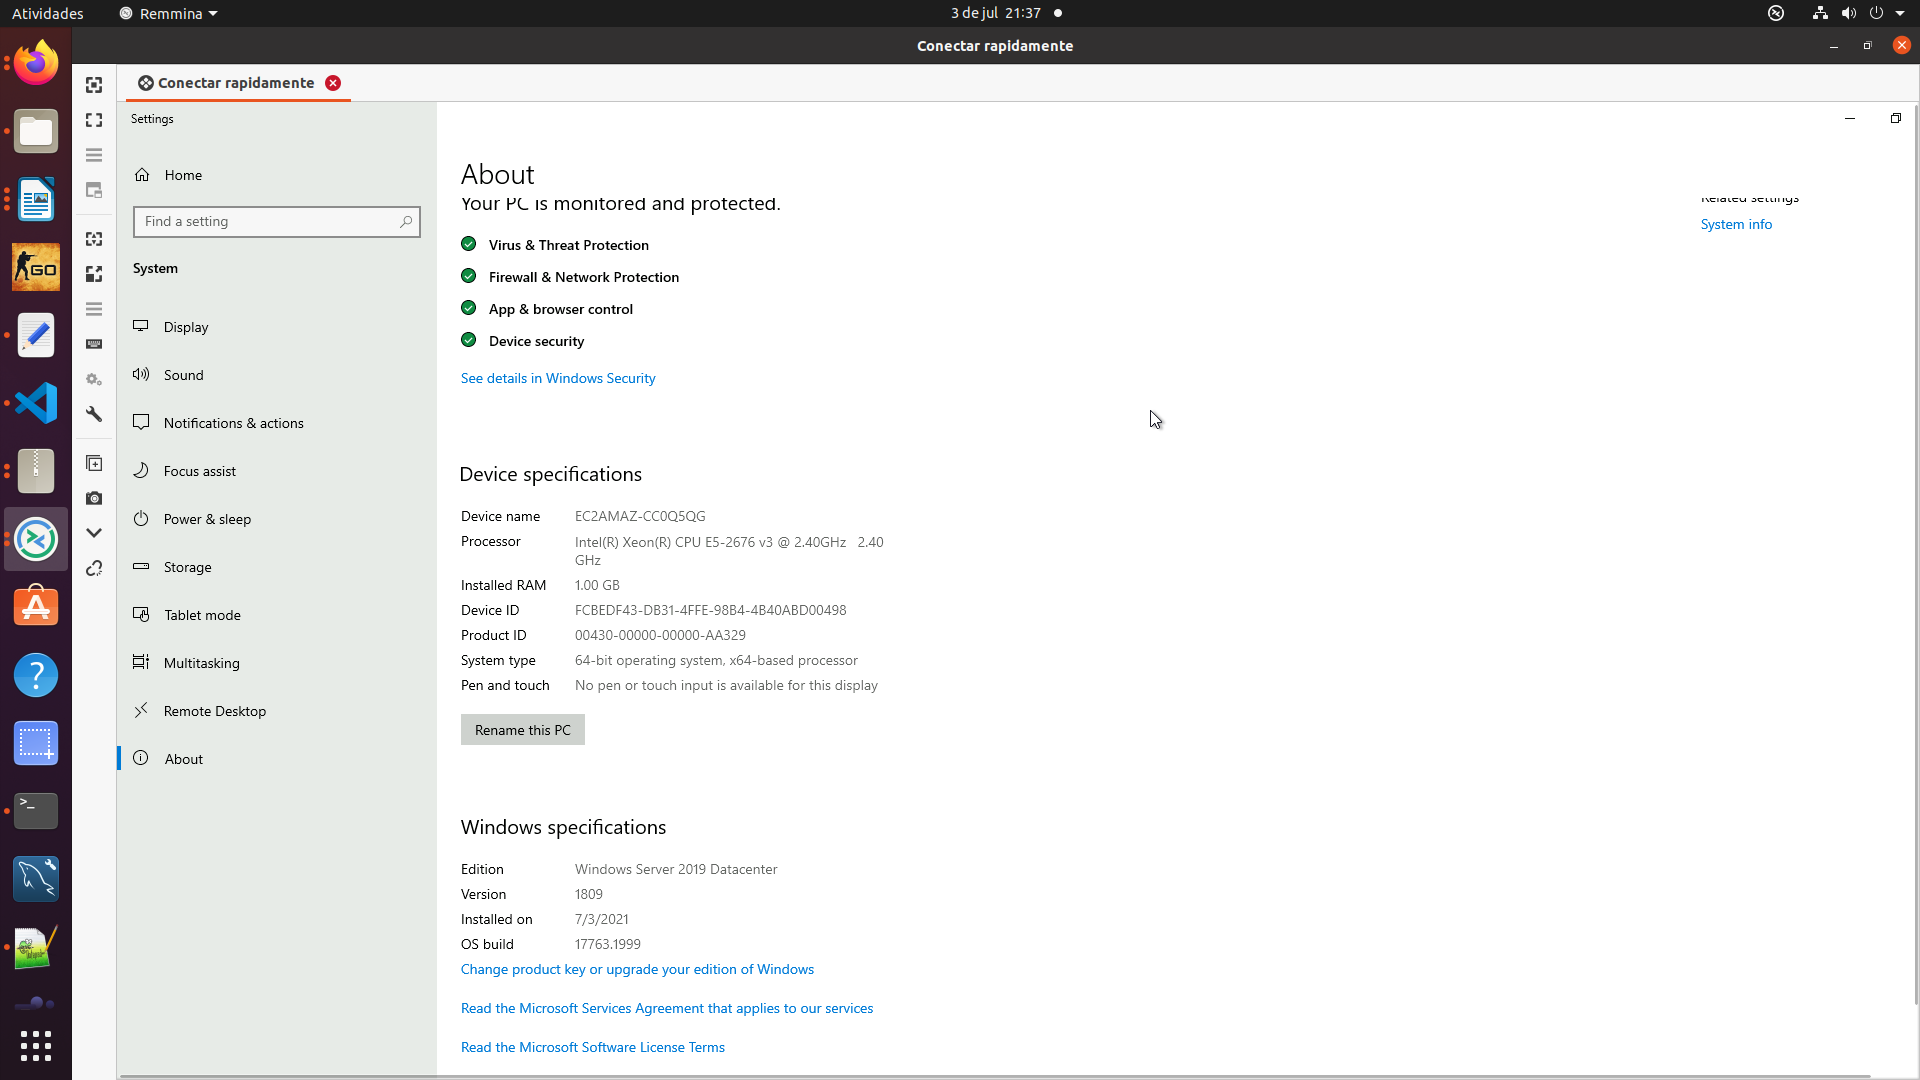 Atividades
Remmina
3 de jul 21:37
Conectar rapidamente
Conectar rapidamente
Settings
Home
Find a setting
System
Display
Sound
Notifications & actions
Focus assist
Power & sleep
Storage
Tablet mode
Multitasking
Remote Desktop
About
About
Your PC is monitored and protected.
Virus & Threat Protection
Firewall & Network Protection
App & browser control
Device security
See details in Windows Security
Device specifications
Device name EC2AMAZ-CC0Q5QG
Processor Intel(R) Xeon(R) CPU E5-2676 v3 @ 2.40GHz 2.40
GHz
Installed RAM 1.00 GB
Device ID FCBEDF43-DB31-4FFE-98B4-4B40ABD00498
Product ID 00430-00000-00000-AA329
System type 64-bit operating system, x64-based processor
Pen and touch No pen or touch input is available for this display
Rename this PC
Windows specifications
Edition Windows Server 2019 Datacenter
Version 1809
Installed on 7/3/2021
OS build 17763.1999
Change product key or upgrade your edition of Windows
Read the Microsoft Services Agreement that applies to our services
Read the Microsoft Software License Terms
Related settings
System info
GO